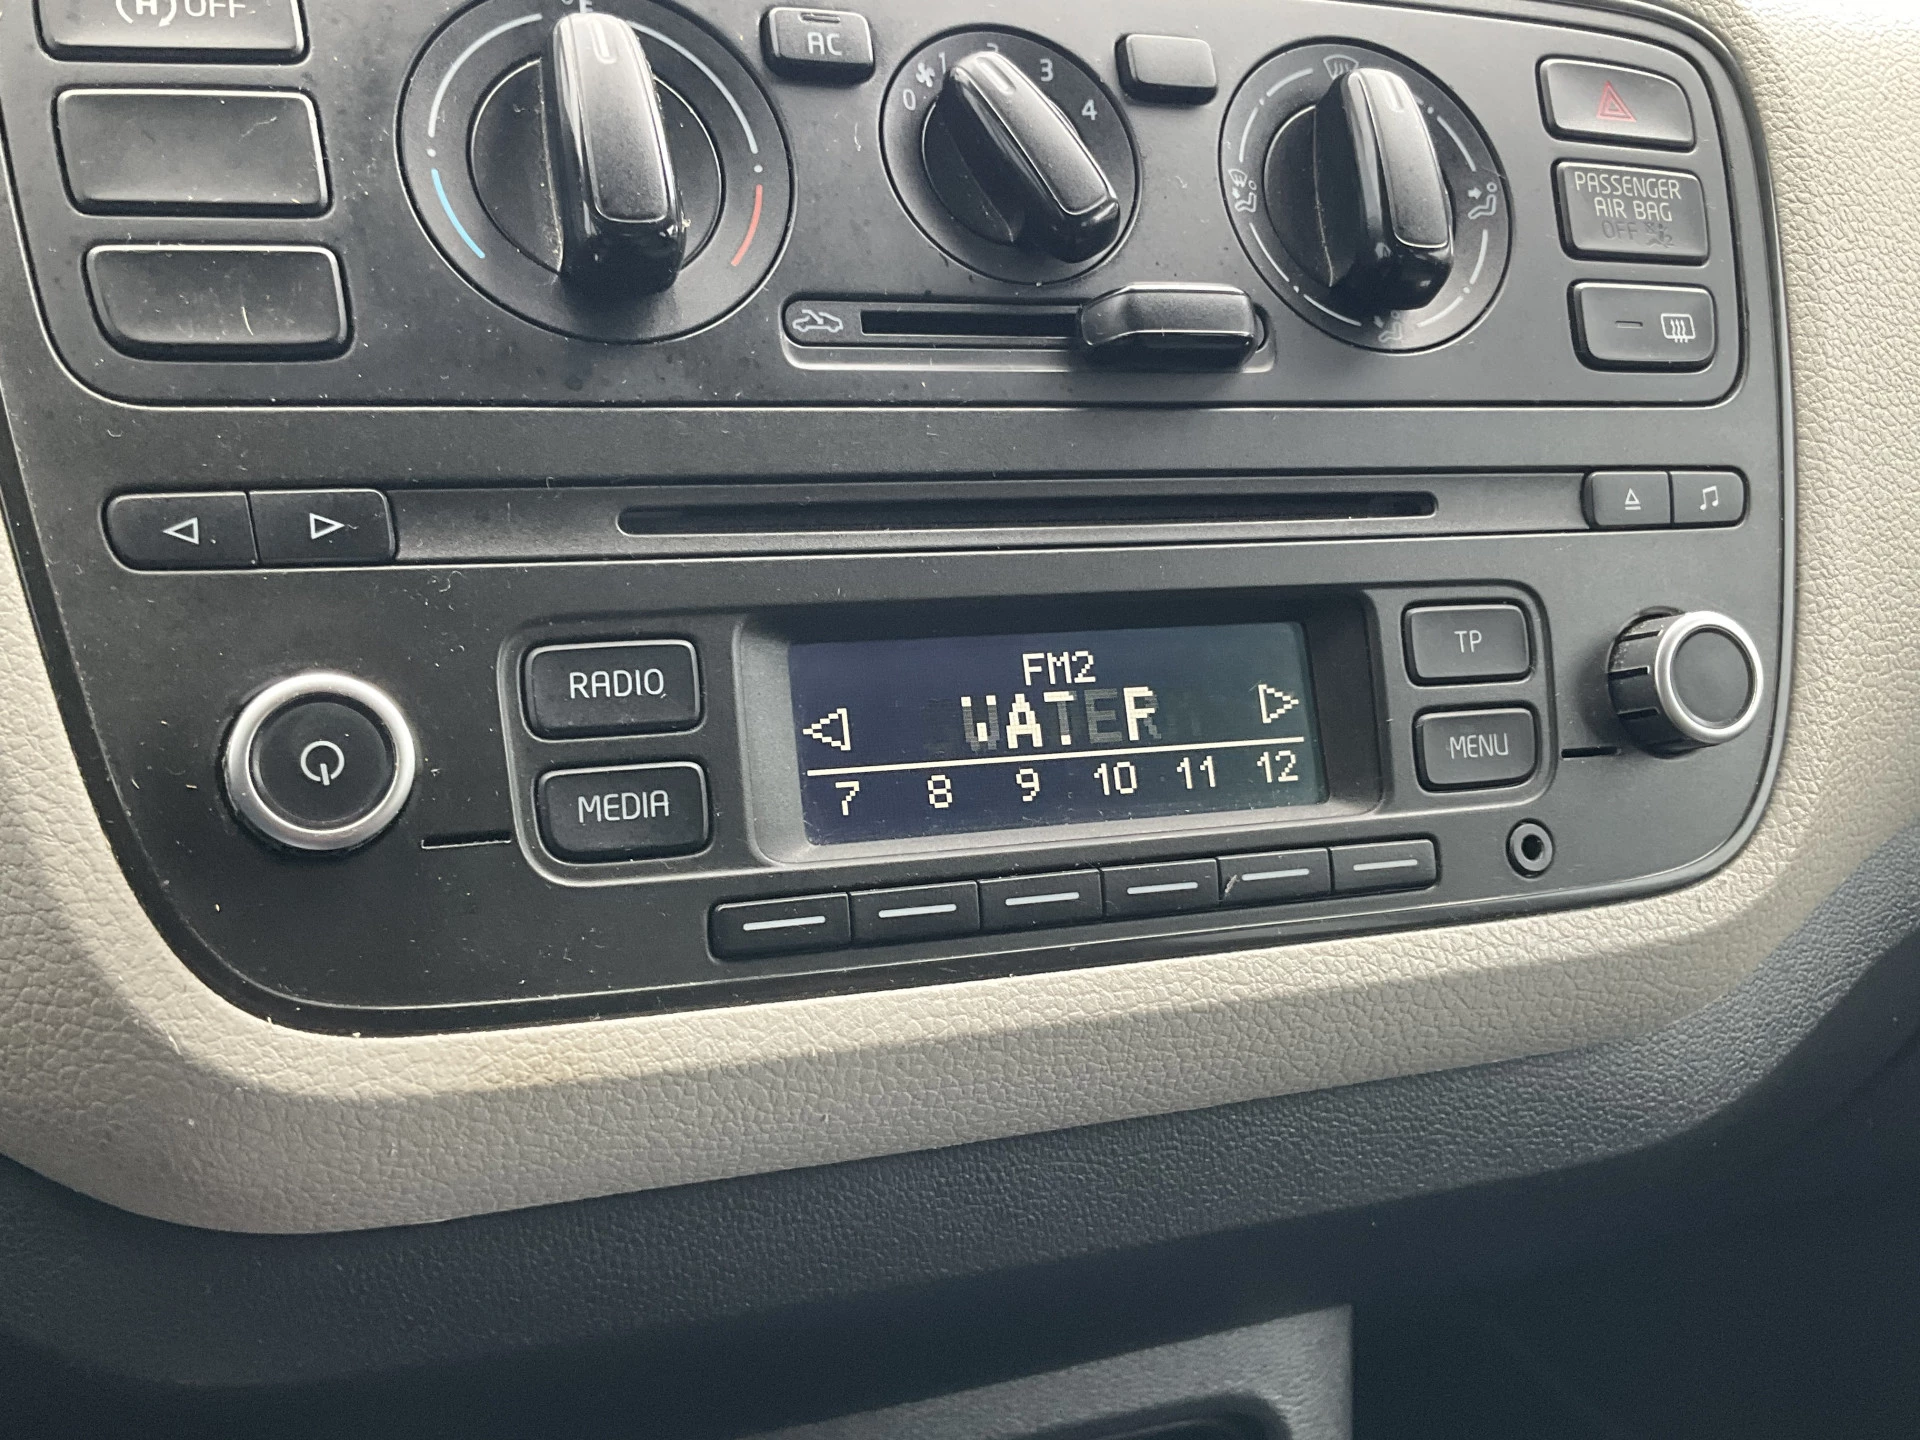 (A) OFF
AC
0 1 2 3 4
PASSENGER
AIR BAG
OFF
RADIO
MEDIA
FM2
WATER
7 8 9 10 11 12
TP
MENU